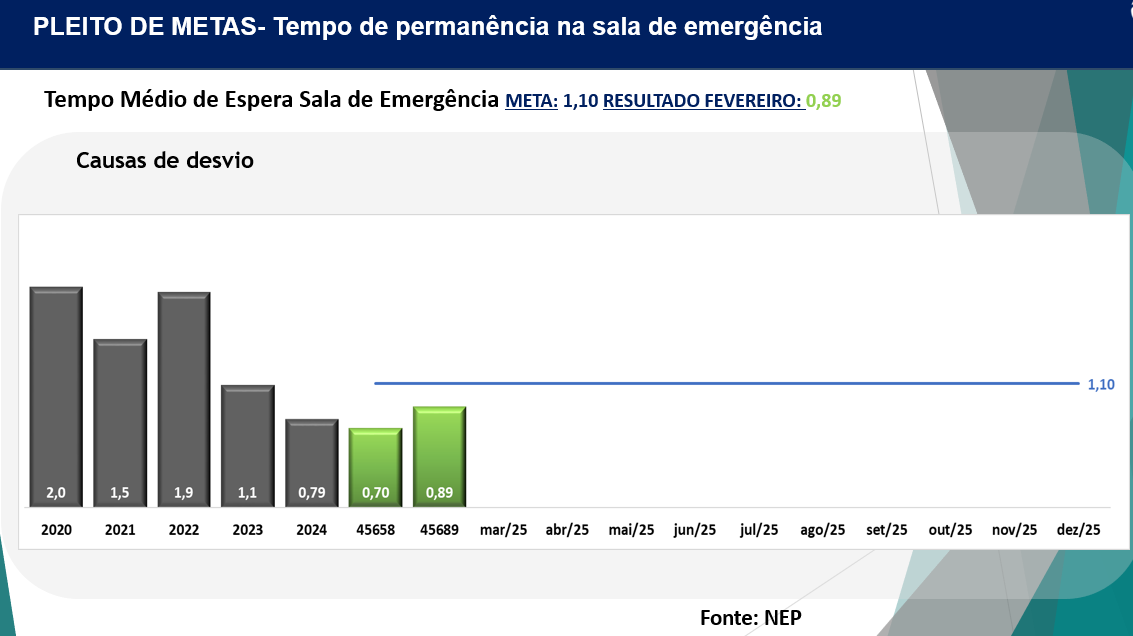 PLEITO DE METAS- Tempo de permanência na sala de emergência
Tempo Médio de Espera Sala de Emergência META: 1,10 RESULTADO FEVEREIRO: 0,89
Causas de desvio
1,10
2,0 1,5 1,9 1,1 0,79 0,70 0,89
2020 2021 2022 2023 2024 45658 45689 mar/25 abr/25 mai/25 jun/25 jul/25 ago/25 set/25 out/25 nov/25 dez/25
Fonte: NEP